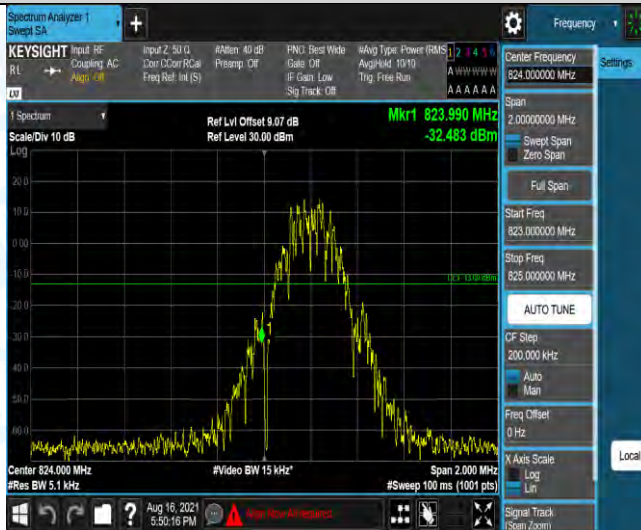 Spectrum Analyzer 1
Swept SA
+
Frequency
KEYSIGHT
RL
Input: RF
Coupling: AC
Align: Off
Input Z: 50 Ω
Corr CCorr RCal
Freq Ref: Int (S)
#Atten: 40 dB
Preamp: Off
PNO: Best Wide
Gate: Off
IF Gain: Low
Sig Track: Off
#Avg Type: Power (RMS
Avg|Hold: 10/10
Trig: Free Run
1 2 3 4 5 6
A W W W W W
A A A A A A
LXI
1 Spectrum
Scale/Div 10 dB
Log
Ref Lvl Offset 9.07 dB
Ref Level 30.00 dBm
Mkr1 823.990 MHz
-32.483 dBm
20.0
10.0
0.00
-10.0
-20.0
-30.0
-40.0
-50.0
-60.0
DL1 -13.00 dBm
Center 824.000 MHz
#Res BW 5.1 kHz
#Video BW 15 kHz*
Span 2.000 MHz
#Sweep 100 ms (1001 pts)
Aug 16, 2021
5:50:16 PM
Center Frequency
824.000000 MHz
Settings
Span
2.00000000 MHz
Swept Span
Zero Span
Full Span
Start Freq
823.000000 MHz
Stop Freq
825.000000 MHz
AUTO TUNE
CF Step
200.000 kHz
Auto
Man
Freq Offset
0 Hz
X Axis Scale
Log
Lin
Local
Signal Track
(Span Zoom)